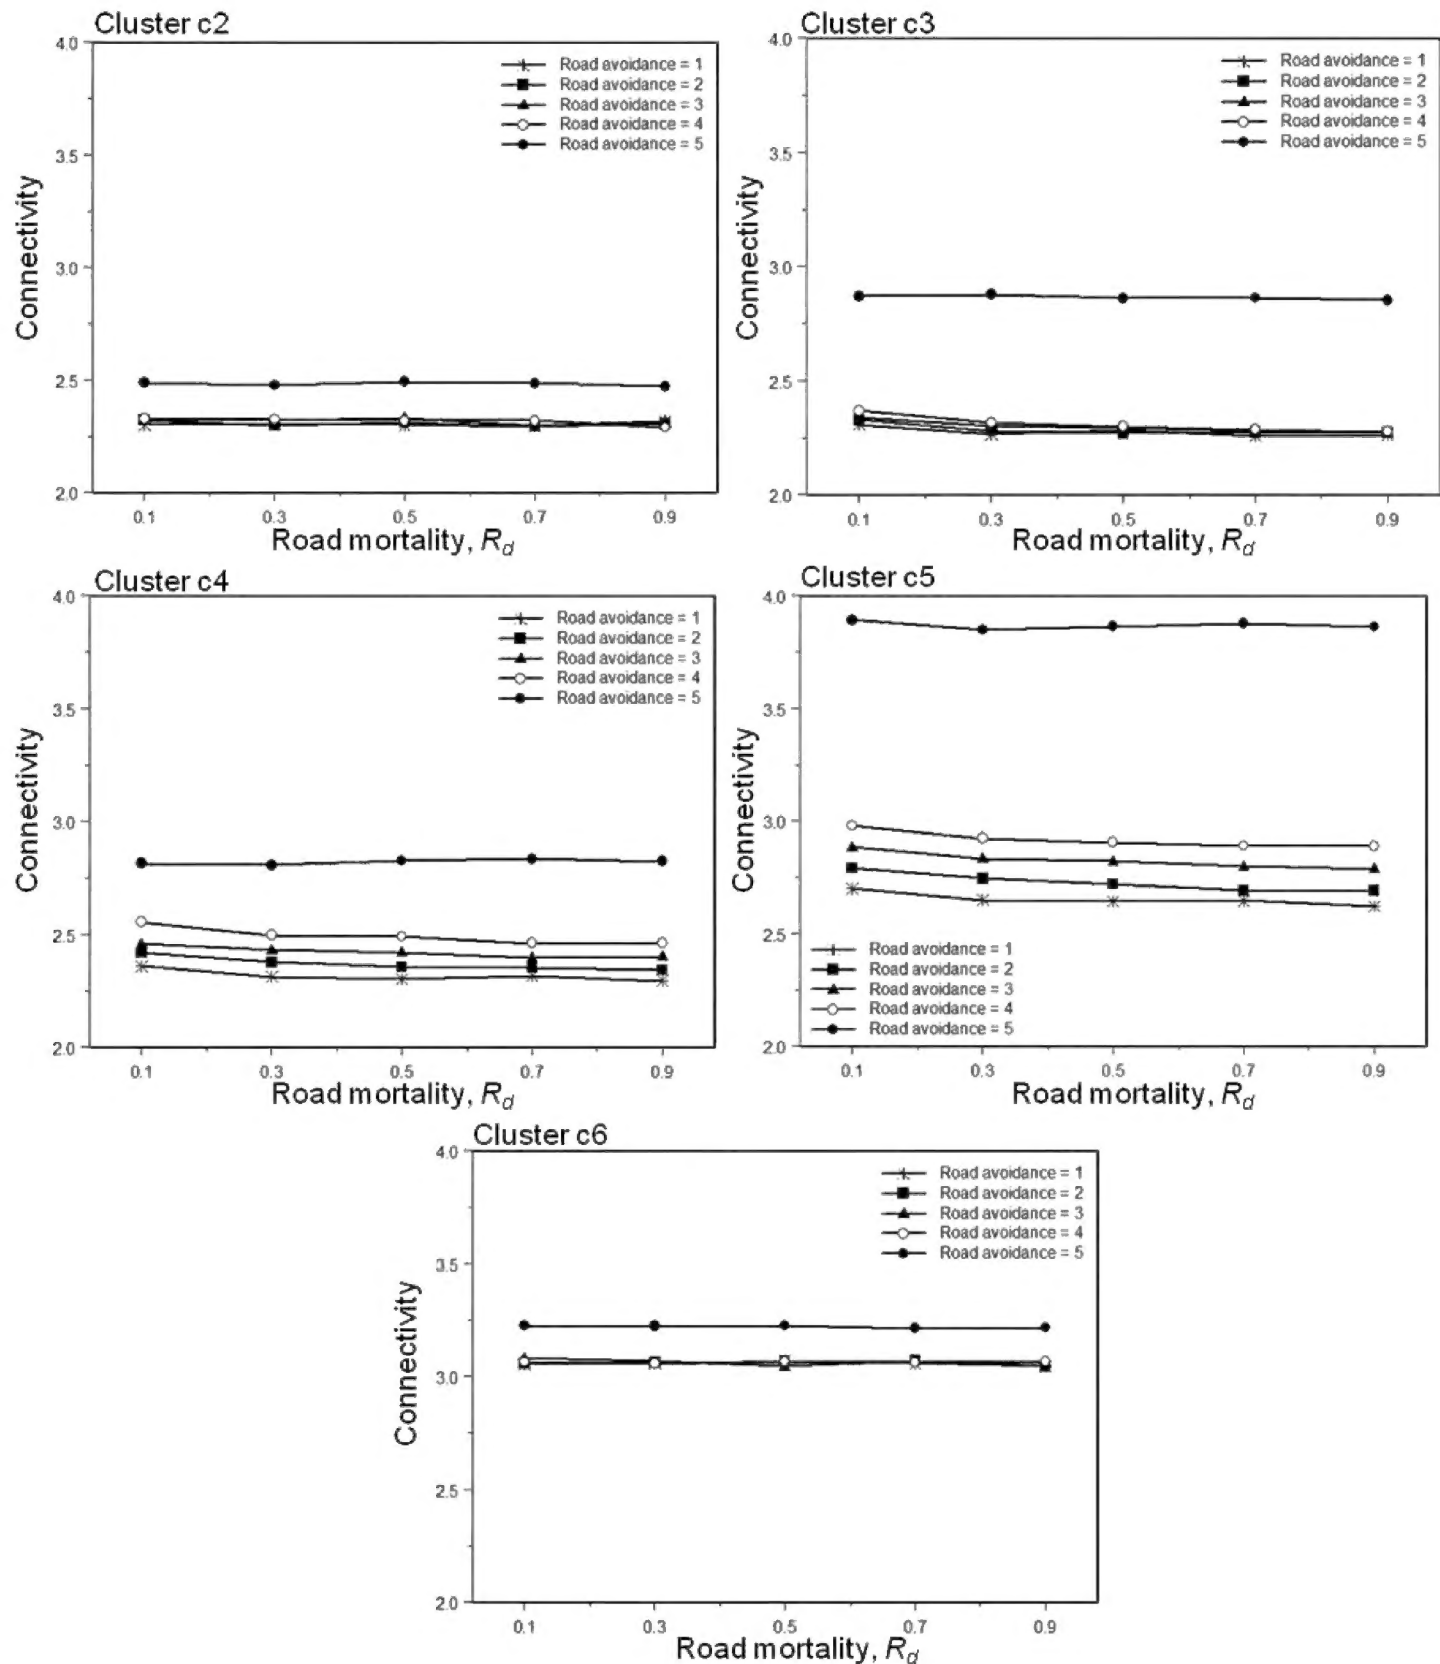 Cluster c2
4.0
3.5
3.0
2.5
2.0
Connectivity
Road avoidance = 1
Road avoidance = 2
Road avoidance = 3
Road avoidance = 4
Road avoidance = 5
0.1 0.3 0.5 0.7 0.9
Road mortality, Rd
Cluster c3
4.0
3.5
3.0
2.5
2.0
Connectivity
Road avoidance = 1
Road avoidance = 2
Road avoidance = 3
Road avoidance = 4
Road avoidance = 5
0.1 0.3 0.5 0.7 0.9
Road mortality, Rd
Cluster c4
4.0
3.5
3.0
2.5
2.0
Connectivity
Road avoidance = 1
Road avoidance = 2
Road avoidance = 3
Road avoidance = 4
Road avoidance = 5
0.1 0.3 0.5 0.7 0.9
Road mortality, Rd
Cluster c5
4.0
3.5
3.0
2.5
2.0
Connectivity
Road avoidance = 1
Road avoidance = 2
Road avoidance = 3
Road avoidance = 4
Road avoidance = 5
0.1 0.3 0.5 0.7 0.9
Road mortality, Rd
Cluster c6
4.0
3.5
3.0
2.5
2.0
Connectivity
Road avoidance = 1
Road avoidance = 2
Road avoidance = 3
Road avoidance = 4
Road avoidance = 5
0.1 0.3 0.5 0.7 0.9
Road mortality, Rd